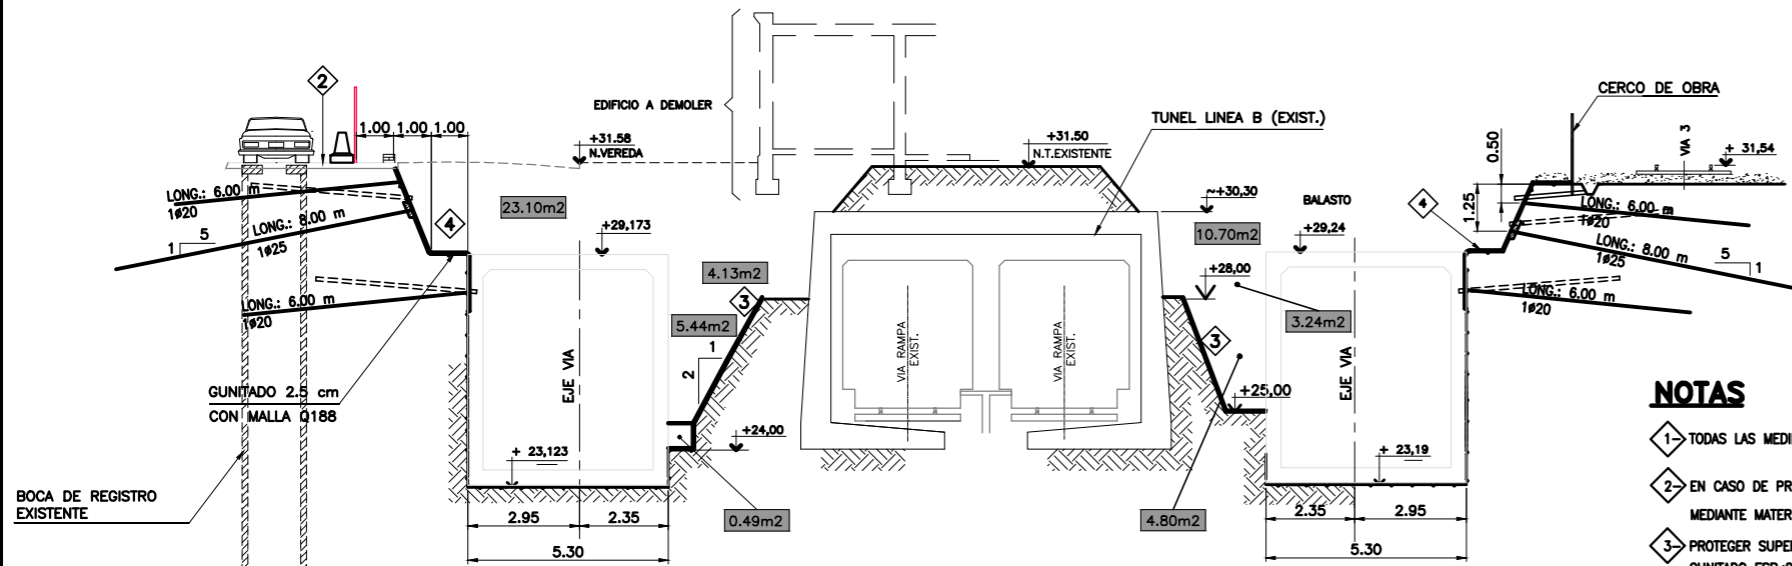 2
EDIFICIO A DEMOLER
CERCO DE OBRA
TUNEL LINEA B (EXIST.)
1.00 1.00 1.00
+31.58
N.VEREDA
+31.50
N.T.EXISTENTE
0.50
VIA 3
+ 31,54
LONG.: 6.00 m
1ø20
LONG.: 8.00 m
1ø25
5
1
4
23.10m2
+29,173
~+30,30
BALASTO
10.70m2
+29,24
4
1.25
LONG.: 6.00 m
1ø20
LONG.: 8.00 m
1ø25
5
1
4.13m2
3
+28,00
LONG.: 6.00 m
1ø20
5.44m2
3.24m2
LONG.: 6.00 m
1ø20
1
2
EJE VIA
VIA RAMPA
EXIST.
VIA RAMPA
EXIST.
3
EJE VIA
GUNITADO 2.5 cm
CON MALLA Q188
+25,00
+24,00
+ 23,123
+ 23,19
BOCA DE REGISTRO
EXISTENTE
2.95 2.35
0.49m2
4.80m2
2.35 2.95
5.30
5.30
NOTAS
1- TODAS LAS MEDI
2- EN CASO DE PR
MEDIANTE MATER
3- PROTEGER SUPE